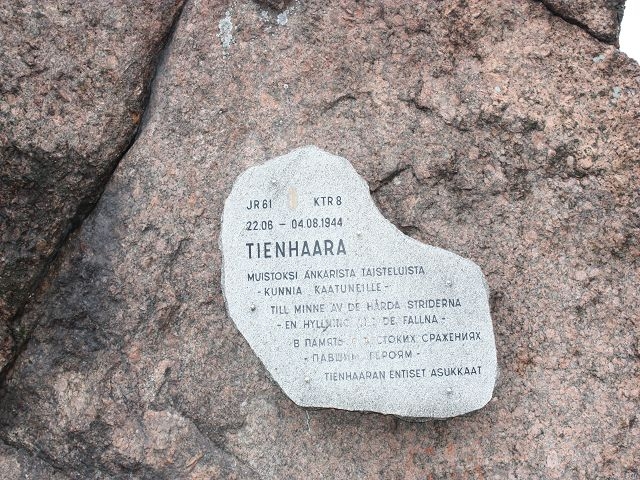 JR 61 KTR 8
22.06 – 04.08.1944
TIENHAARA
MUISTOKSI ANKARISTA TAISTELUISTA
- KUNNIA KAATUNEILLE -
TILL MINNE AV DE HÅRDA STRIDERNA
- EN HYLLNING DE FALLNA -
В ПАМЯТЬ СРАЖЕНИЯХ
- ПАВШИМ ГЕРОЯМ -
TIENHAARAN ENTISET ASUKKAAT